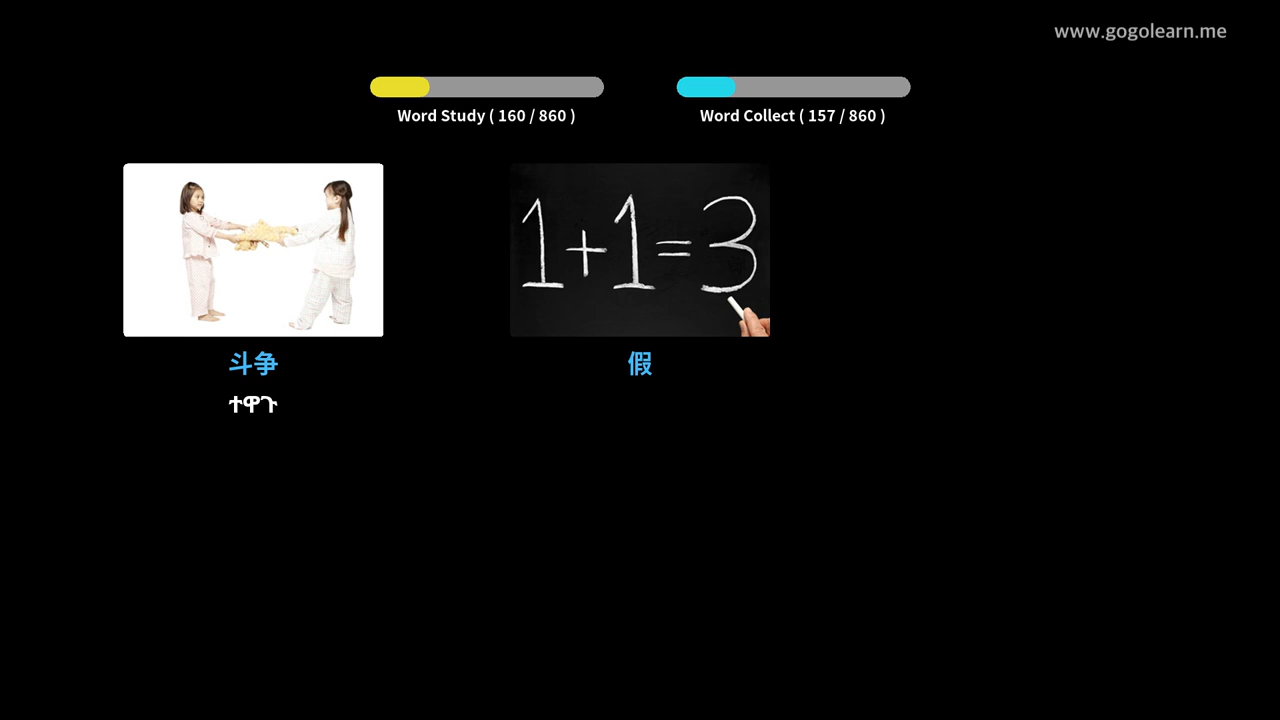 www.gogolearn.me
Word Study ( 160 / 860 )
Word Collect ( 157 / 860 )
1+1=3
斗争
假
ተዋጉ